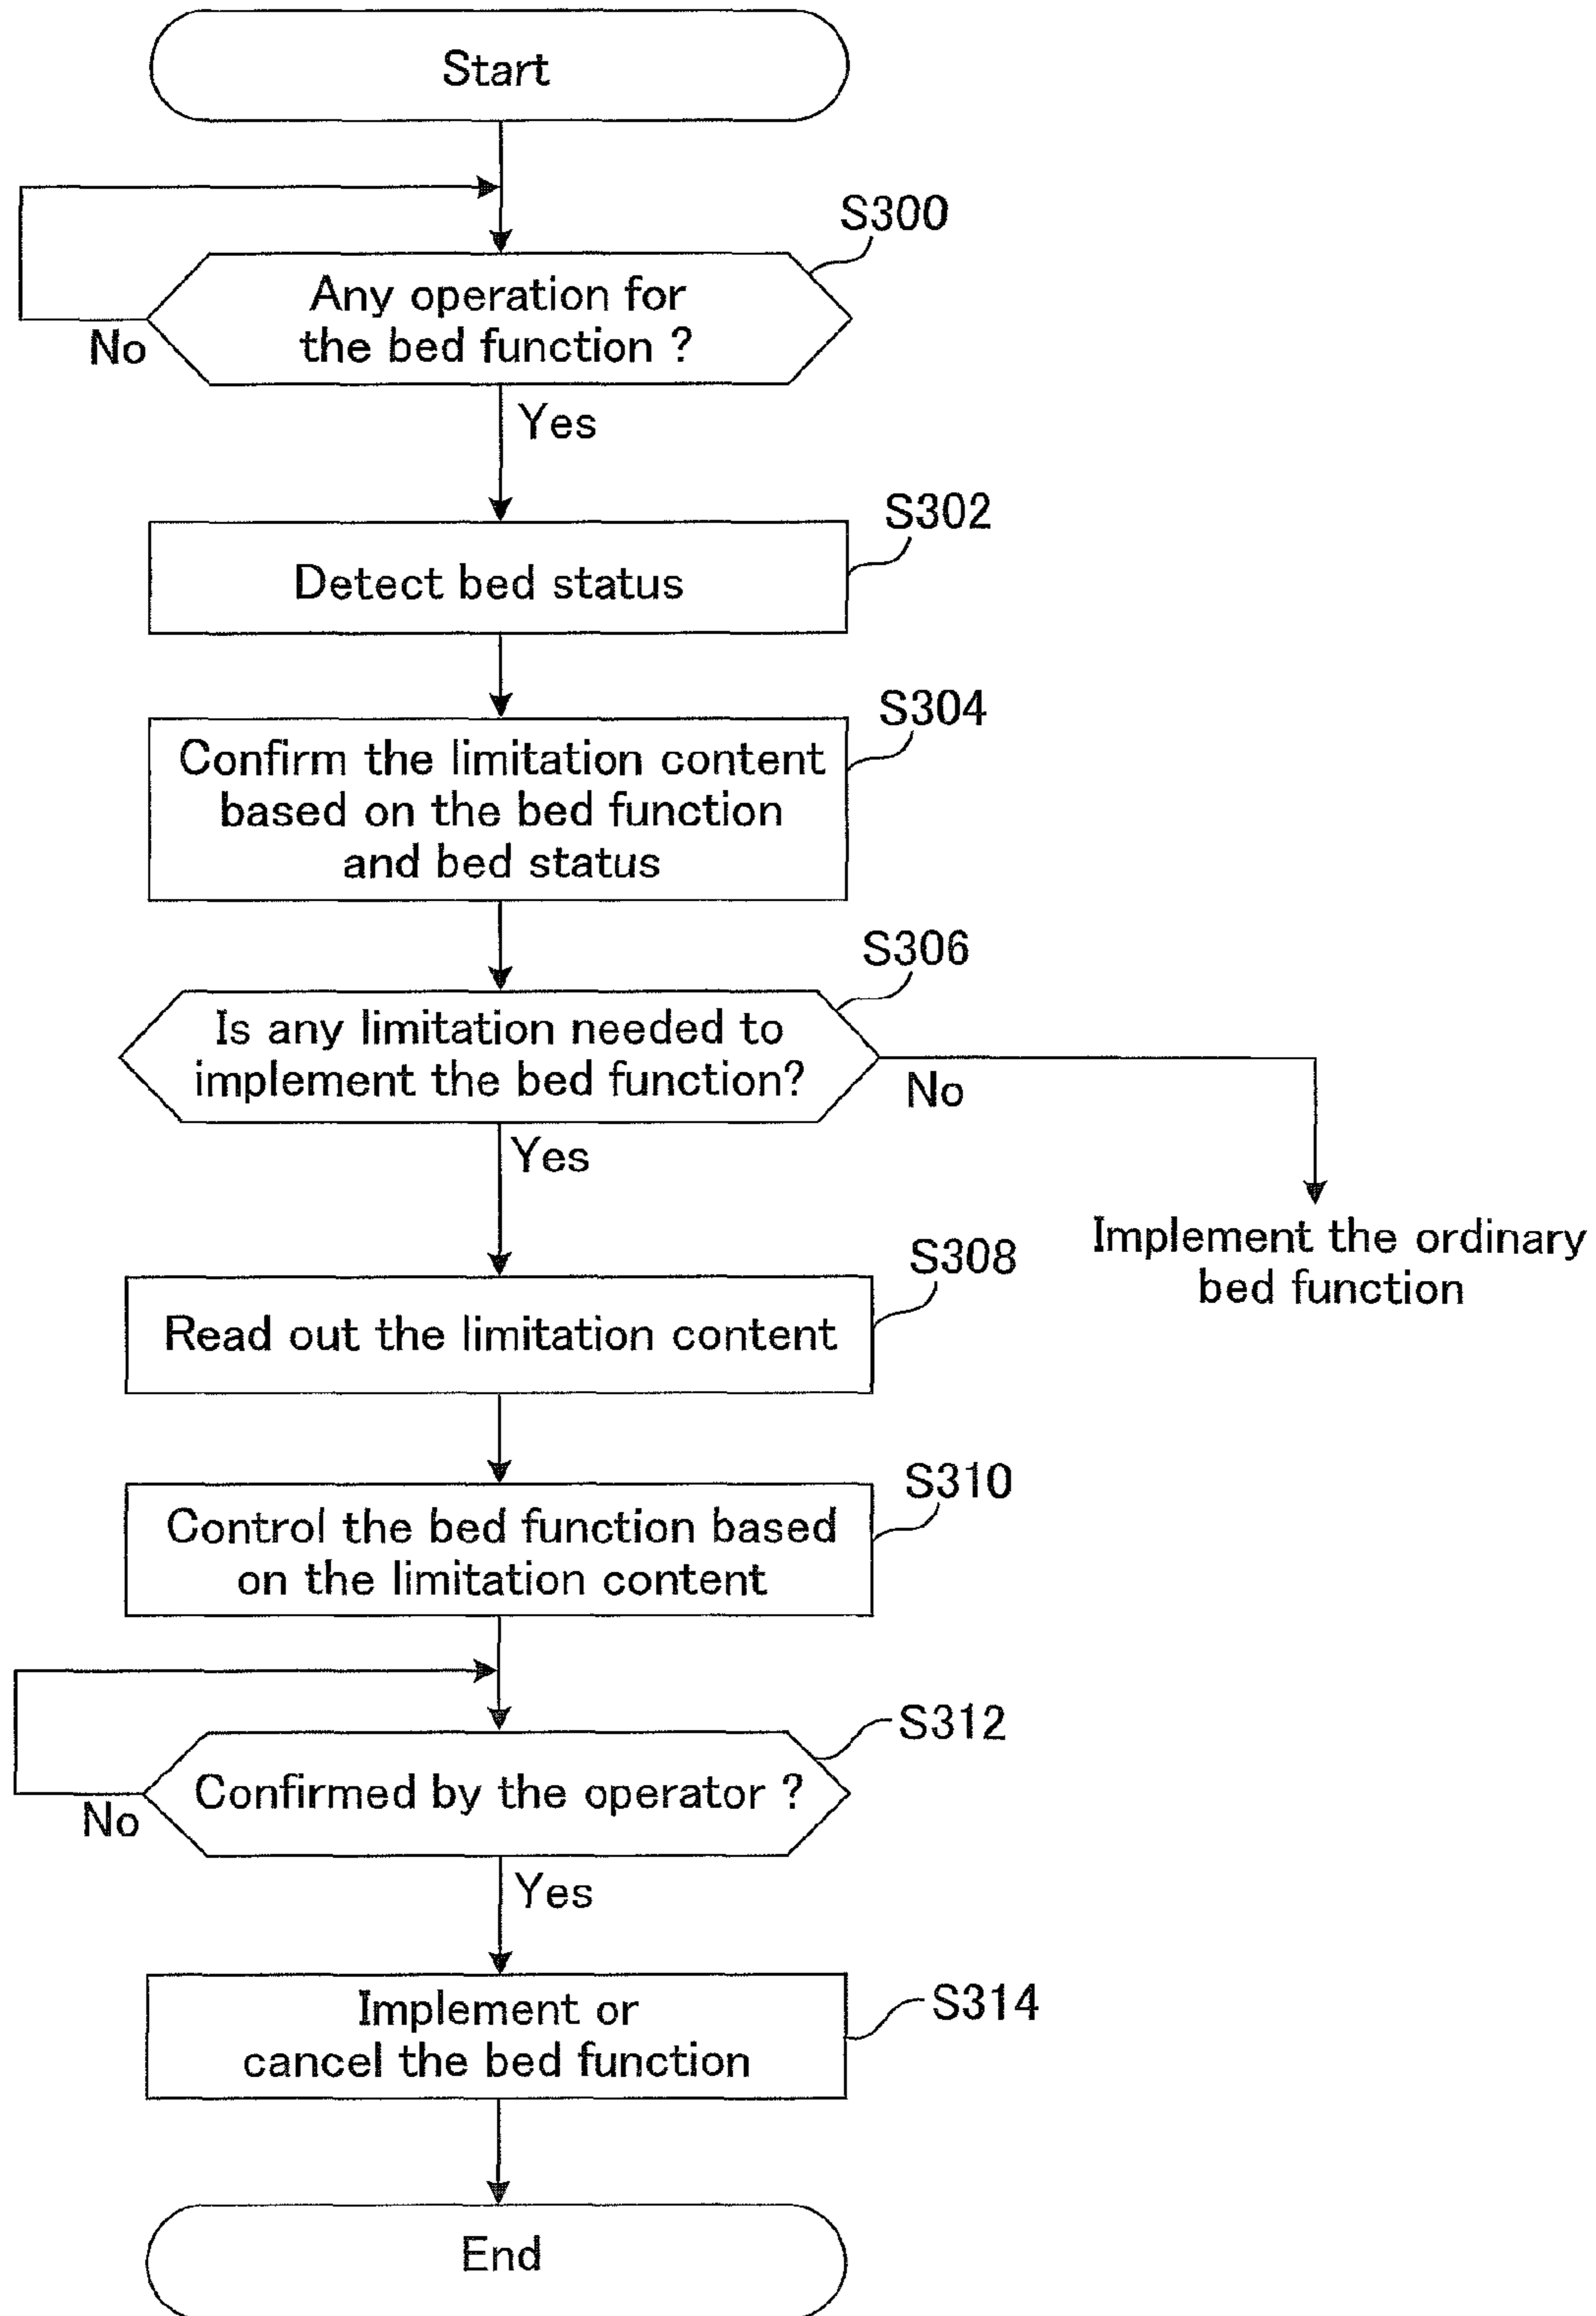 Start
S300
Any operation for
the bed function ?
No
Yes
S302
Detect bed status
S304
Confirm the limitation content
based on the bed function
and bed status
S306
Is any limitation needed to
implement the bed function?
No
Yes
Implement the ordinary
bed function
S308
Read out the limitation content
S310
Control the bed function based
on the limitation content
S312
Confirmed by the operator ?
No
Yes
S314
Implement or
cancel the bed function
End